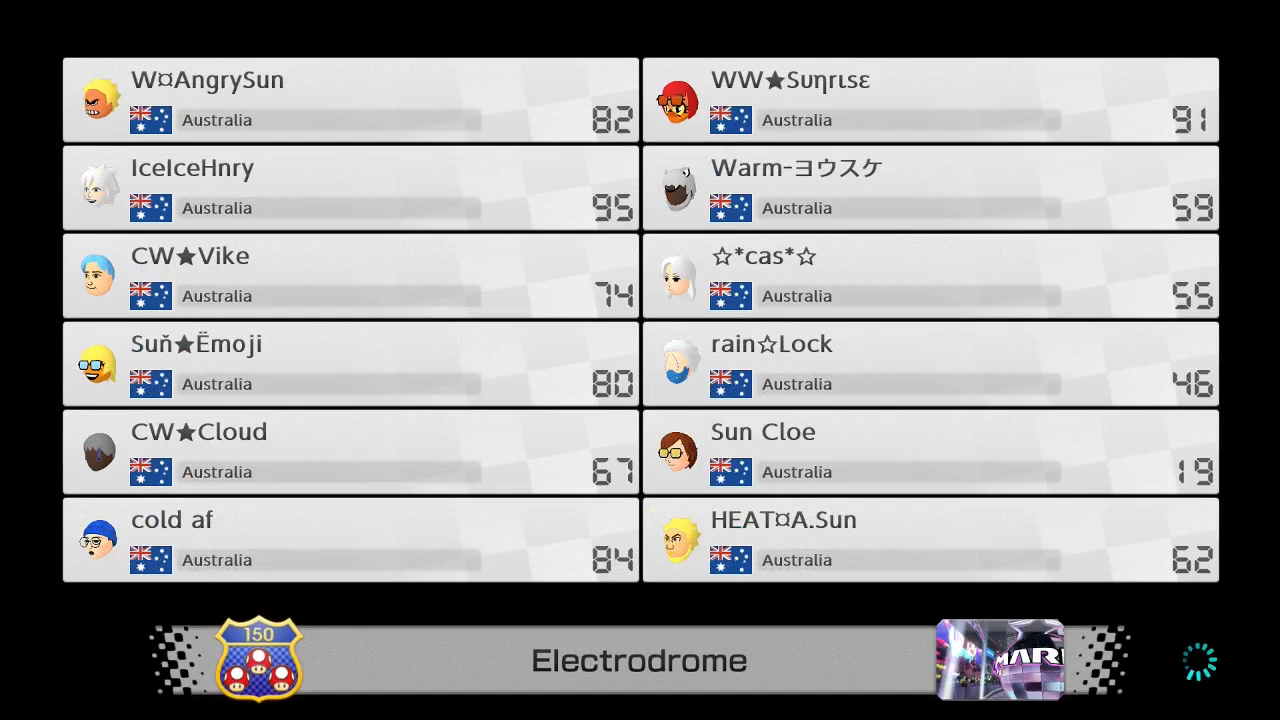 W¤AngrySun
Australia
82
WW★Sυηrιsε
Australia
91
IceIceHnry
Australia
95
Warm-ヨウスケ
Australia
59
CW★Vike
Australia
74
☆*cas*☆
Australia
55
Suň★Ëmoji
Australia
80
rain☆Lock
Australia
46
CW★Cloud
Australia
67
Sun Cloe
Australia
19
cold af
Australia
84
HEAT¤A.Sun
Australia
62
150
Electrodrome
MAR